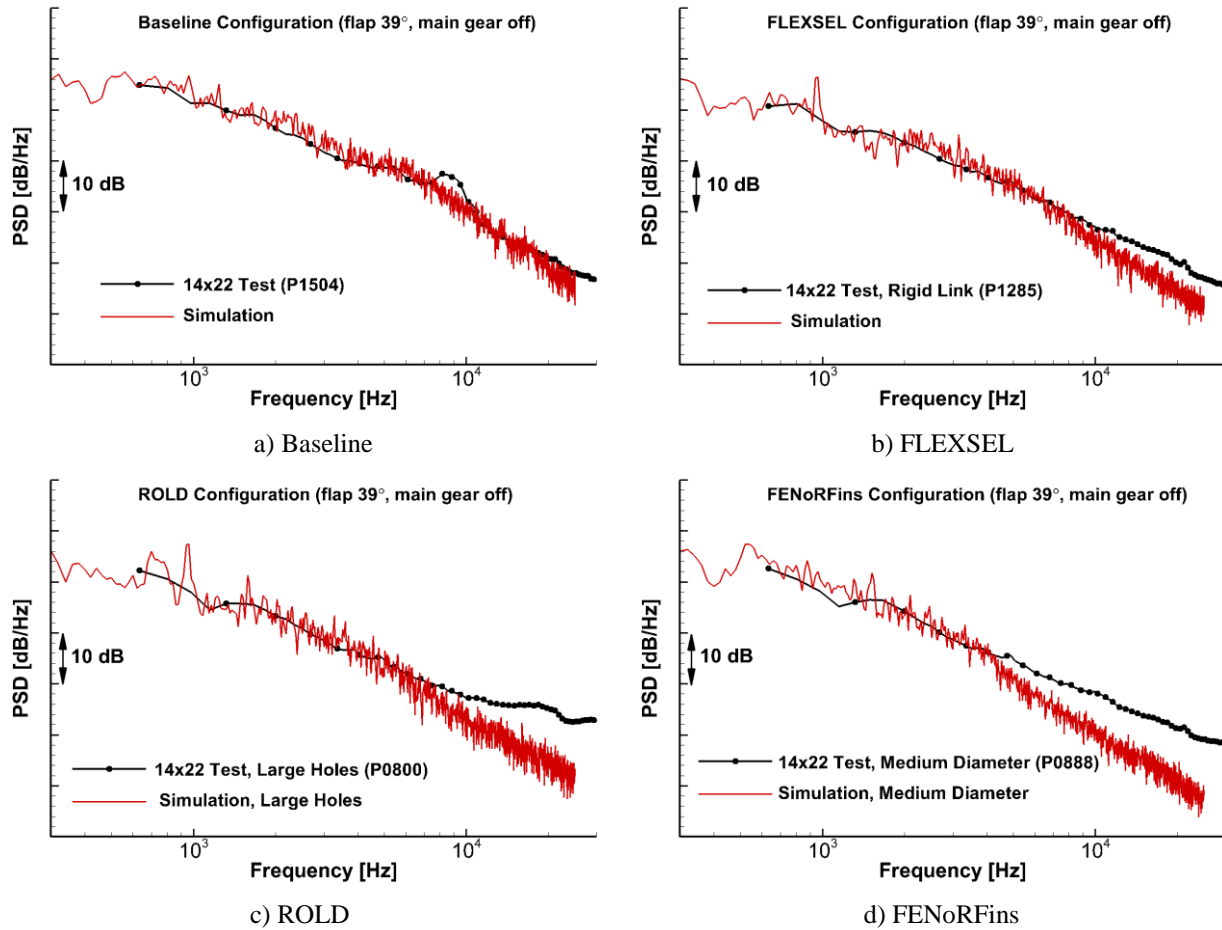 Baseline Configuration (flap 39°, main gear off)
PSD [dB/Hz]
10 dB
14x22 Test (P1504)
Simulation
10³
10⁴
Frequency [Hz]
a) Baseline
FLEXSEL Configuration (flap 39°, main gear off)
PSD [dB/Hz]
10 dB
14x22 Test, Rigid Link (P1285)
Simulation
10³
10⁴
Frequency [Hz]
b) FLEXSEL
ROLD Configuration (flap 39°, main gear off)
PSD [dB/Hz]
10 dB
14x22 Test, Large Holes (P0800)
Simulation, Large Holes
10³
10⁴
Frequency [Hz]
c) ROLD
FENoRFins Configuration (flap 39°, main gear off)
PSD [dB/Hz]
10 dB
14x22 Test, Medium Diameter (P0888)
Simulation, Medium Diameter
10³
10⁴
Frequency [Hz]
d) FENoRFins